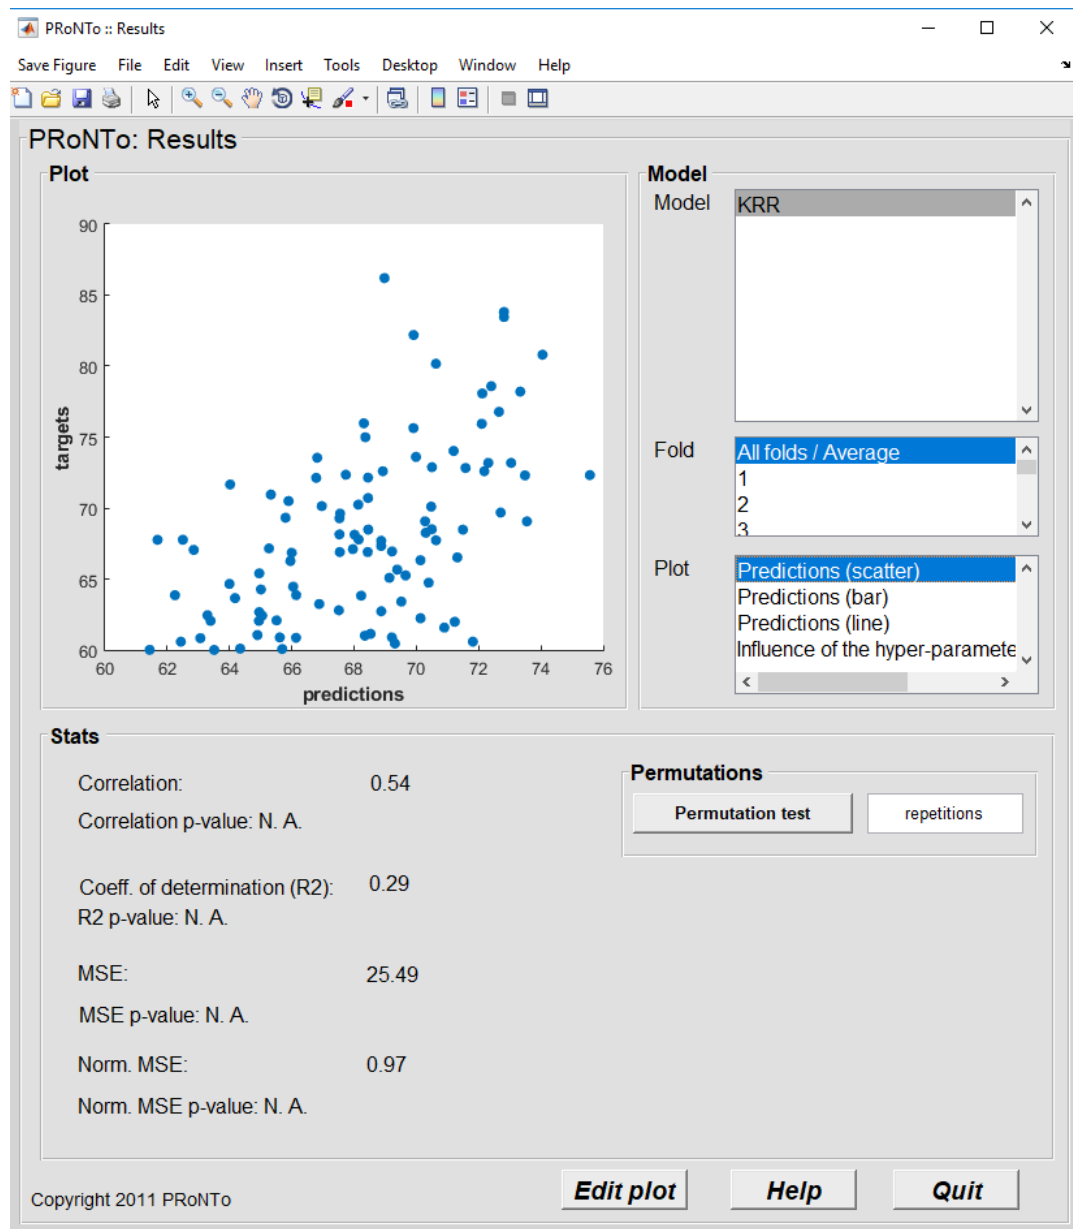 PRoNTo :: Results
Save Figure File Edit View Insert Tools Desktop Window Help
PRoNTo: Results
Plot
90
85
80
75
70
65
60
targets
60 62 64 66 68 70 72 74 76
predictions
Model
Model
KRR
Fold
All folds / Average
1
2
3
Plot
Predictions (scatter)
Predictions (bar)
Predictions (line)
Influence of the hyper-paramete
Stats
Correlation: 0.54
Correlation p-value: N. A.
Coeff. of determination (R2): 0.29
R2 p-value: N. A.
MSE: 25.49
MSE p-value: N. A.
Norm. MSE: 0.97
Norm. MSE p-value: N. A.
Permutations
Permutation test repetitions
Edit plot Help Quit
Copyright 2011 PRoNTo